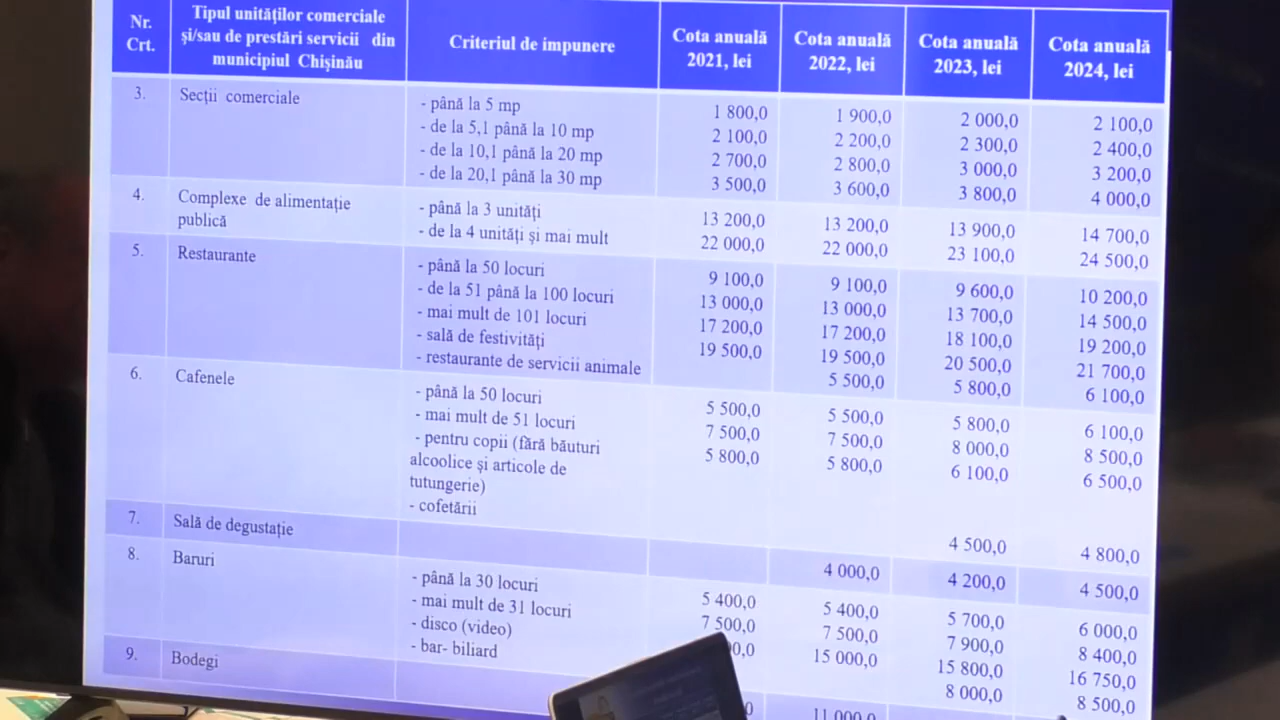 Nr. Crt. Tipul unităților comerciale și/sau de prestări servicii din municipiul Chișinău Criteriul de impunere Cota anuală 2021, lei Cota anuală 2022, lei Cota anuală 2023, lei Cota anuală 2024, lei
3. Secții comerciale - până la 5 mp 1 800,0 1 900,0 2 000,0 2 100,0
- de la 5,1 până la 10 mp 2 100,0 2 200,0 2 300,0 2 400,0
- de la 10,1 până la 20 mp 2 700,0 2 800,0 3 000,0 3 200,0
- de la 20,1 până la 30 mp 3 500,0 3 600,0 3 800,0 4 000,0
4. Complexe de alimentație publică - până la 3 unități 13 200,0 13 200,0 13 900,0 14 700,0
- de la 4 unități și mai mult 22 000,0 22 000,0 23 100,0 24 500,0
5. Restaurante - până la 50 locuri 9 100,0 9 100,0 9 600,0 10 200,0
- de la 51 până la 100 locuri 13 000,0 13 000,0 13 700,0 14 500,0
- mai mult de 101 locuri 17 200,0 17 200,0 18 100,0 19 200,0
- sală de festivități 19 500,0 19 500,0 20 500,0 21 700,0
- restaurante de servicii animale 5 500,0 5 800,0 6 100,0
6. Cafenele - până la 50 locuri 5 500,0 5 500,0 5 800,0 6 100,0
- mai mult de 51 locuri 7 500,0 7 500,0 8 000,0 8 500,0
- pentru copii (fără băuturi 5 800,0 5 800,0 6 100,0 6 500,0
alcoolice și articole de
tutungerie)
- cofetării 4 500,0 4 800,0
7. Sală de degustație 4 000,0 4 200,0 4 500,0
8. Baruri - până la 30 locuri 5 400,0 5 400,0 5 700,0 6 000,0
- mai mult de 31 locuri 7 500,0 7 500,0 7 900,0 8 400,0
- disco (video) 15 000,0 15 800,0 16 750,0
- bar- biliard 8 000,0 8 500,0
9. Bodegi 11 000,0